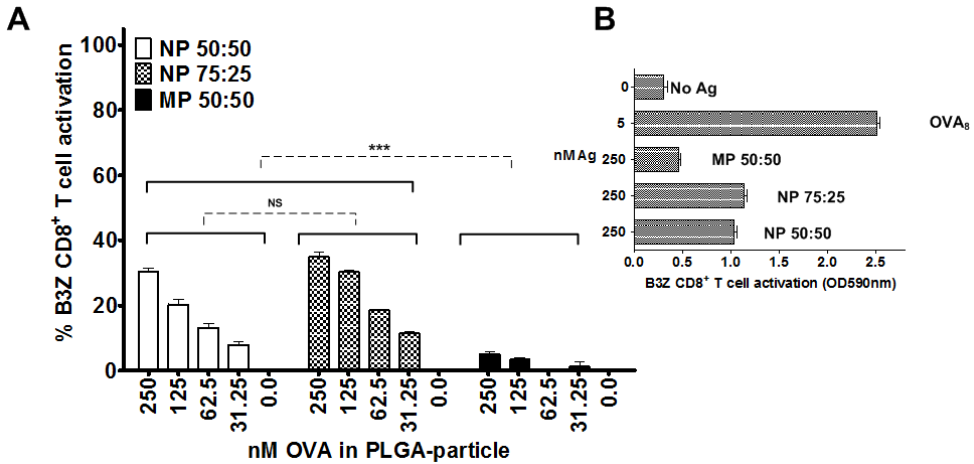 A
% B3Z CD8+ T cell activation
100
80
60
40
20
0
NP 50:50
NP 75:25
MP 50:50
***
NS
250 125 62.5 31.25 0.0 250 125 62.5 31.25 0.0 250 125 62.5 31.25 0.0
nM OVA in PLGA-particle
B
nM Ag
0 No Ag
5 OVA8
250 MP 50:50
250 NP 75:25
250 NP 50:50
0.0 0.5 1.0 1.5 2.0 2.5
B3Z CD8+ T cell activation (OD590nm)